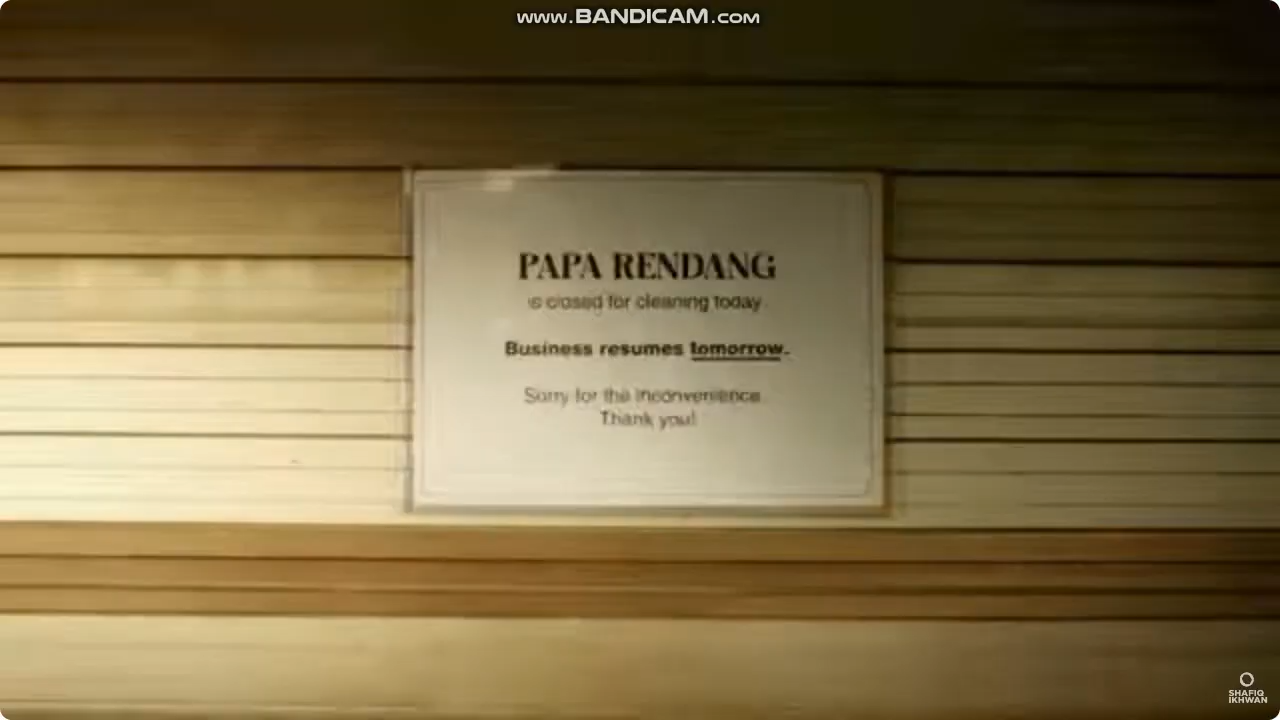 www.BANDICAM.com
PAPA RENDANG
is closed for cleaning today.
Business resumes tomorrow.
Sorry for the inconvenience.
Thank you!
SHAFIQ
IKHWAN